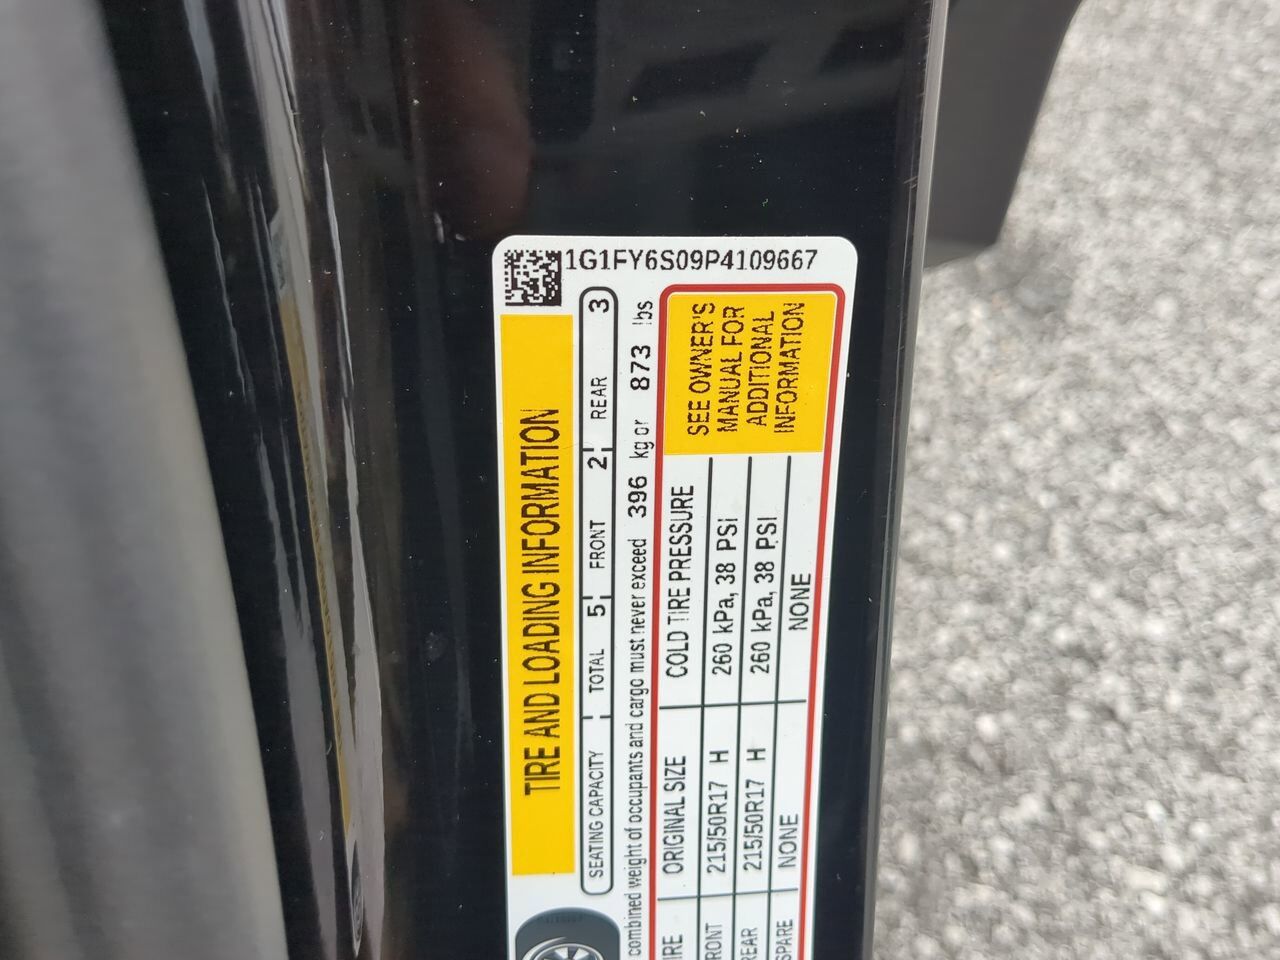 1G1FY6S09P4109667
TIRE AND LOADING INFORMATION
SEATING CAPACITY TOTAL 5 FRONT 2 REAR 3
combined weight of occupants and cargo must never exceed 396 kg or 873 lbs
ORIGINAL SIZE COLD TIRE PRESSURE
215/50R17 H 260 kPa, 38 PSI
215/50R17 H 260 kPa, 38 PSI
SPARE NONE NONE
SEE OWNER'S
MANUAL FOR
ADDITIONAL
INFORMATION